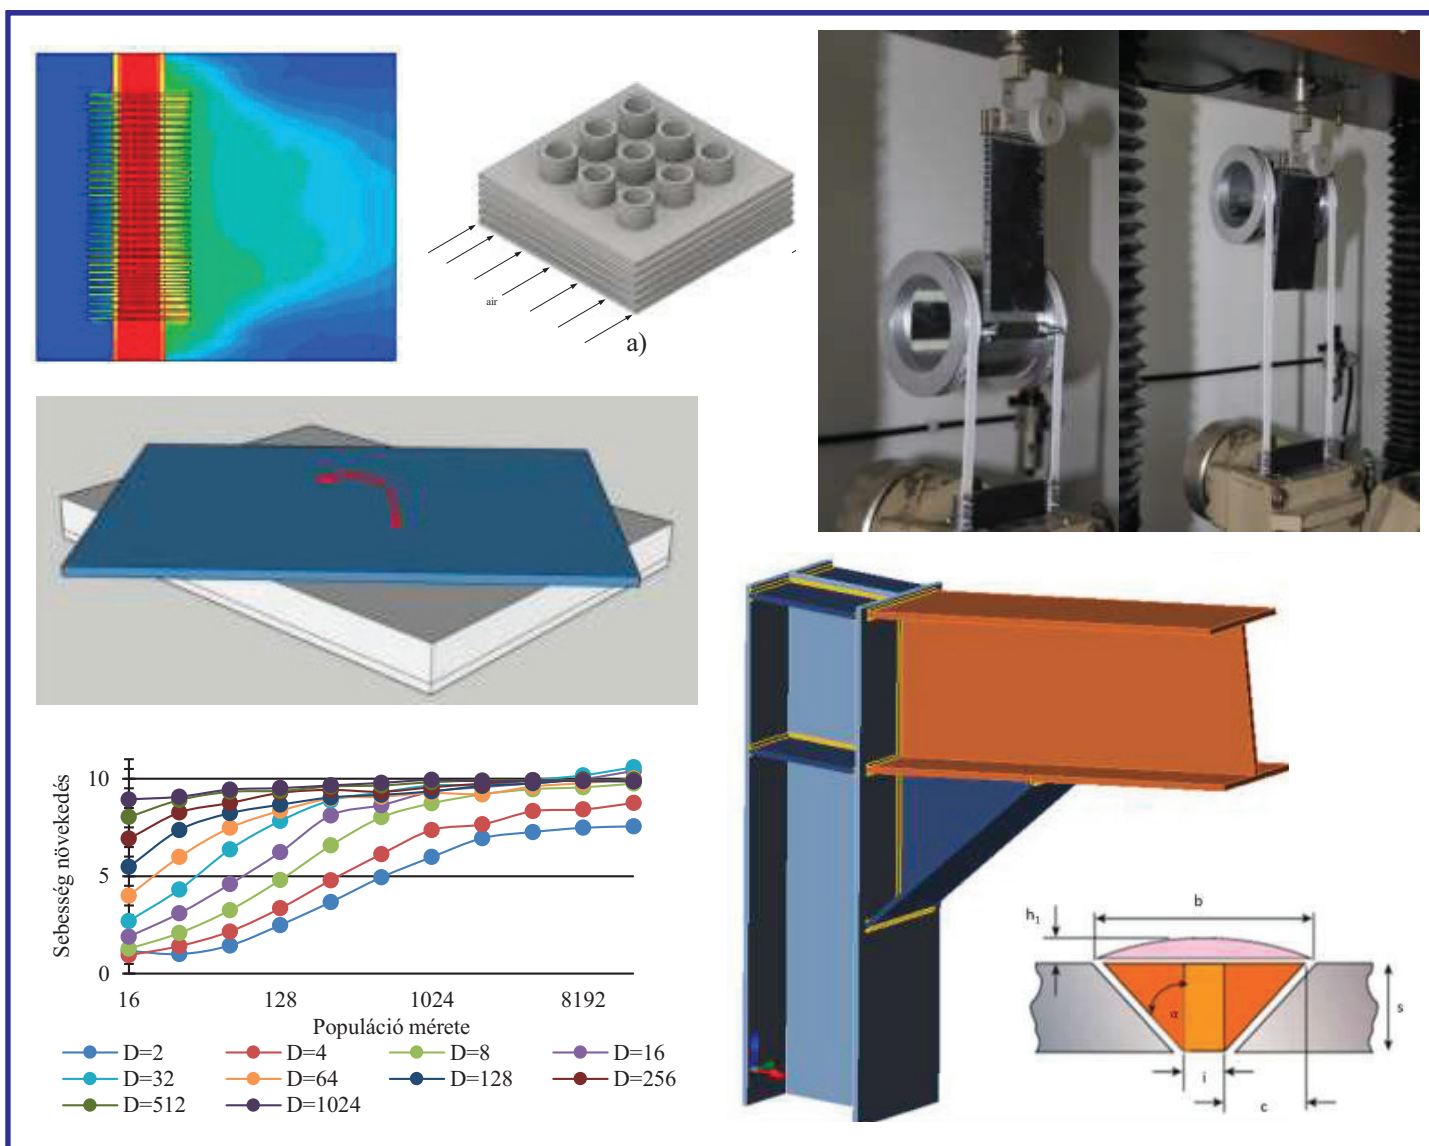 air
a)
Sebesség növekedés
10
5
0
16
128
1024
8192
Populáció mérete
D=2
D=4
D=8
D=16
D=32
D=64
D=128
D=256
D=512
D=1024
b
h₁
α
s
i
c